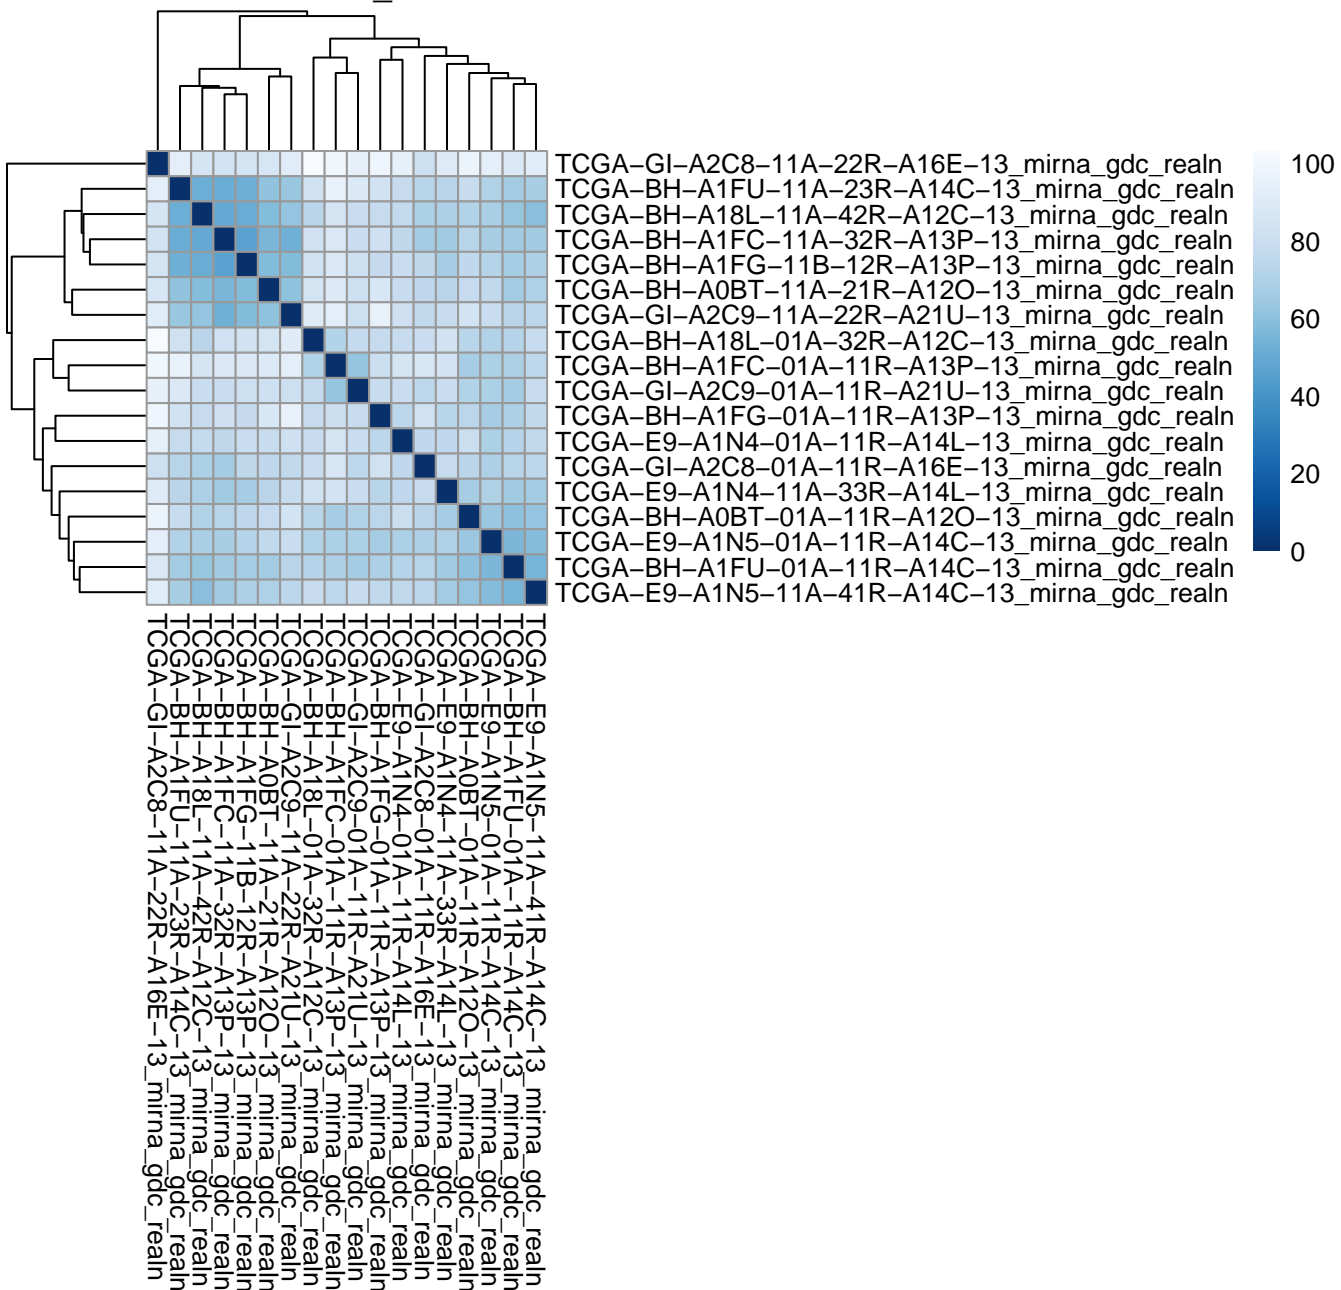 TCGA−GI−A2C8−11A−22R−A16E−13_mirna_gdc_realn
TCGA−BH−A1FU−11A−23R−A14C−13_mirna_gdc_realn
TCGA−BH−A18L−11A−42R−A12C−13_mirna_gdc_realn
TCGA−BH−A1FC−11A−32R−A13P−13_mirna_gdc_realn
TCGA−BH−A1FG−11B−12R−A13P−13_mirna_gdc_realn
TCGA−BH−A0BT−11A−21R−A12O−13_mirna_gdc_realn
TCGA−GI−A2C9−11A−22R−A21U−13_mirna_gdc_realn
TCGA−BH−A18L−01A−32R−A12C−13_mirna_gdc_realn
TCGA−BH−A1FC−01A−11R−A13P−13_mirna_gdc_realn
TCGA−GI−A2C9−01A−11R−A21U−13_mirna_gdc_realn
TCGA−BH−A1FG−01A−11R−A13P−13_mirna_gdc_realn
TCGA−E9−A1N4−01A−11R−A14L−13_mirna_gdc_realn
TCGA−GI−A2C8−01A−11R−A16E−13_mirna_gdc_realn
TCGA−E9−A1N4−11A−33R−A14L−13_mirna_gdc_realn
TCGA−BH−A0BT−01A−11R−A12O−13_mirna_gdc_realn
TCGA−E9−A1N5−01A−11R−A14C−13_mirna_gdc_realn
TCGA−BH−A1FU−01A−11R−A14C−13_mirna_gdc_realn
TCGA−E9−A1N5−11A−41R−A14C−13_mirna_gdc_realn
100
80
60
40
20
0
TCGA−GI−A2C8−11A−22R−A16E−13_mirna_gdc_realn
TCGA−BH−A1FU−11A−23R−A14C−13_mirna_gdc_realn
TCGA−BH−A18L−11A−42R−A12C−13_mirna_gdc_realn
TCGA−BH−A1FC−11A−32R−A13P−13_mirna_gdc_realn
TCGA−BH−A1FG−11B−12R−A13P−13_mirna_gdc_realn
TCGA−BH−A0BT−11A−21R−A12O−13_mirna_gdc_realn
TCGA−GI−A2C9−11A−22R−A21U−13_mirna_gdc_realn
TCGA−BH−A18L−01A−32R−A12C−13_mirna_gdc_realn
TCGA−BH−A1FC−01A−11R−A13P−13_mirna_gdc_realn
TCGA−GI−A2C9−01A−11R−A21U−13_mirna_gdc_realn
TCGA−BH−A1FG−01A−11R−A13P−13_mirna_gdc_realn
TCGA−E9−A1N4−01A−11R−A14L−13_mirna_gdc_realn
TCGA−GI−A2C8−01A−11R−A16E−13_mirna_gdc_realn
TCGA−E9−A1N4−11A−33R−A14L−13_mirna_gdc_realn
TCGA−BH−A0BT−01A−11R−A12O−13_mirna_gdc_realn
TCGA−E9−A1N5−01A−11R−A14C−13_mirna_gdc_realn
TCGA−BH−A1FU−01A−11R−A14C−13_mirna_gdc_realn
TCGA−E9−A1N5−11A−41R−A14C−13_mirna_gdc_realn